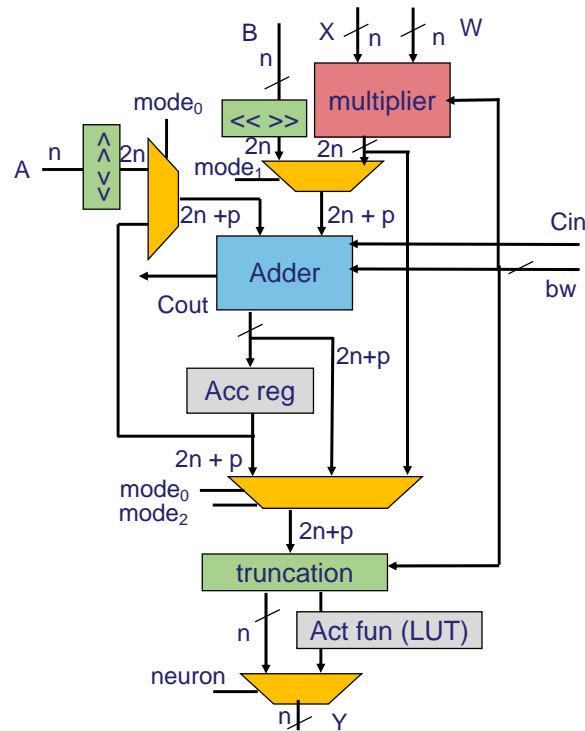 X
W
B
n
n
n
mode₀
multiplier
<< >>
n
2n
<< >>
A
2n
2n
mode₁
2n +p
2n + p
Cin
Adder
bw
Cout
2n+p
Acc reg
2n + p
mode₀
mode₂
2n+p
truncation
n
Act fun (LUT)
neuron
n
Y